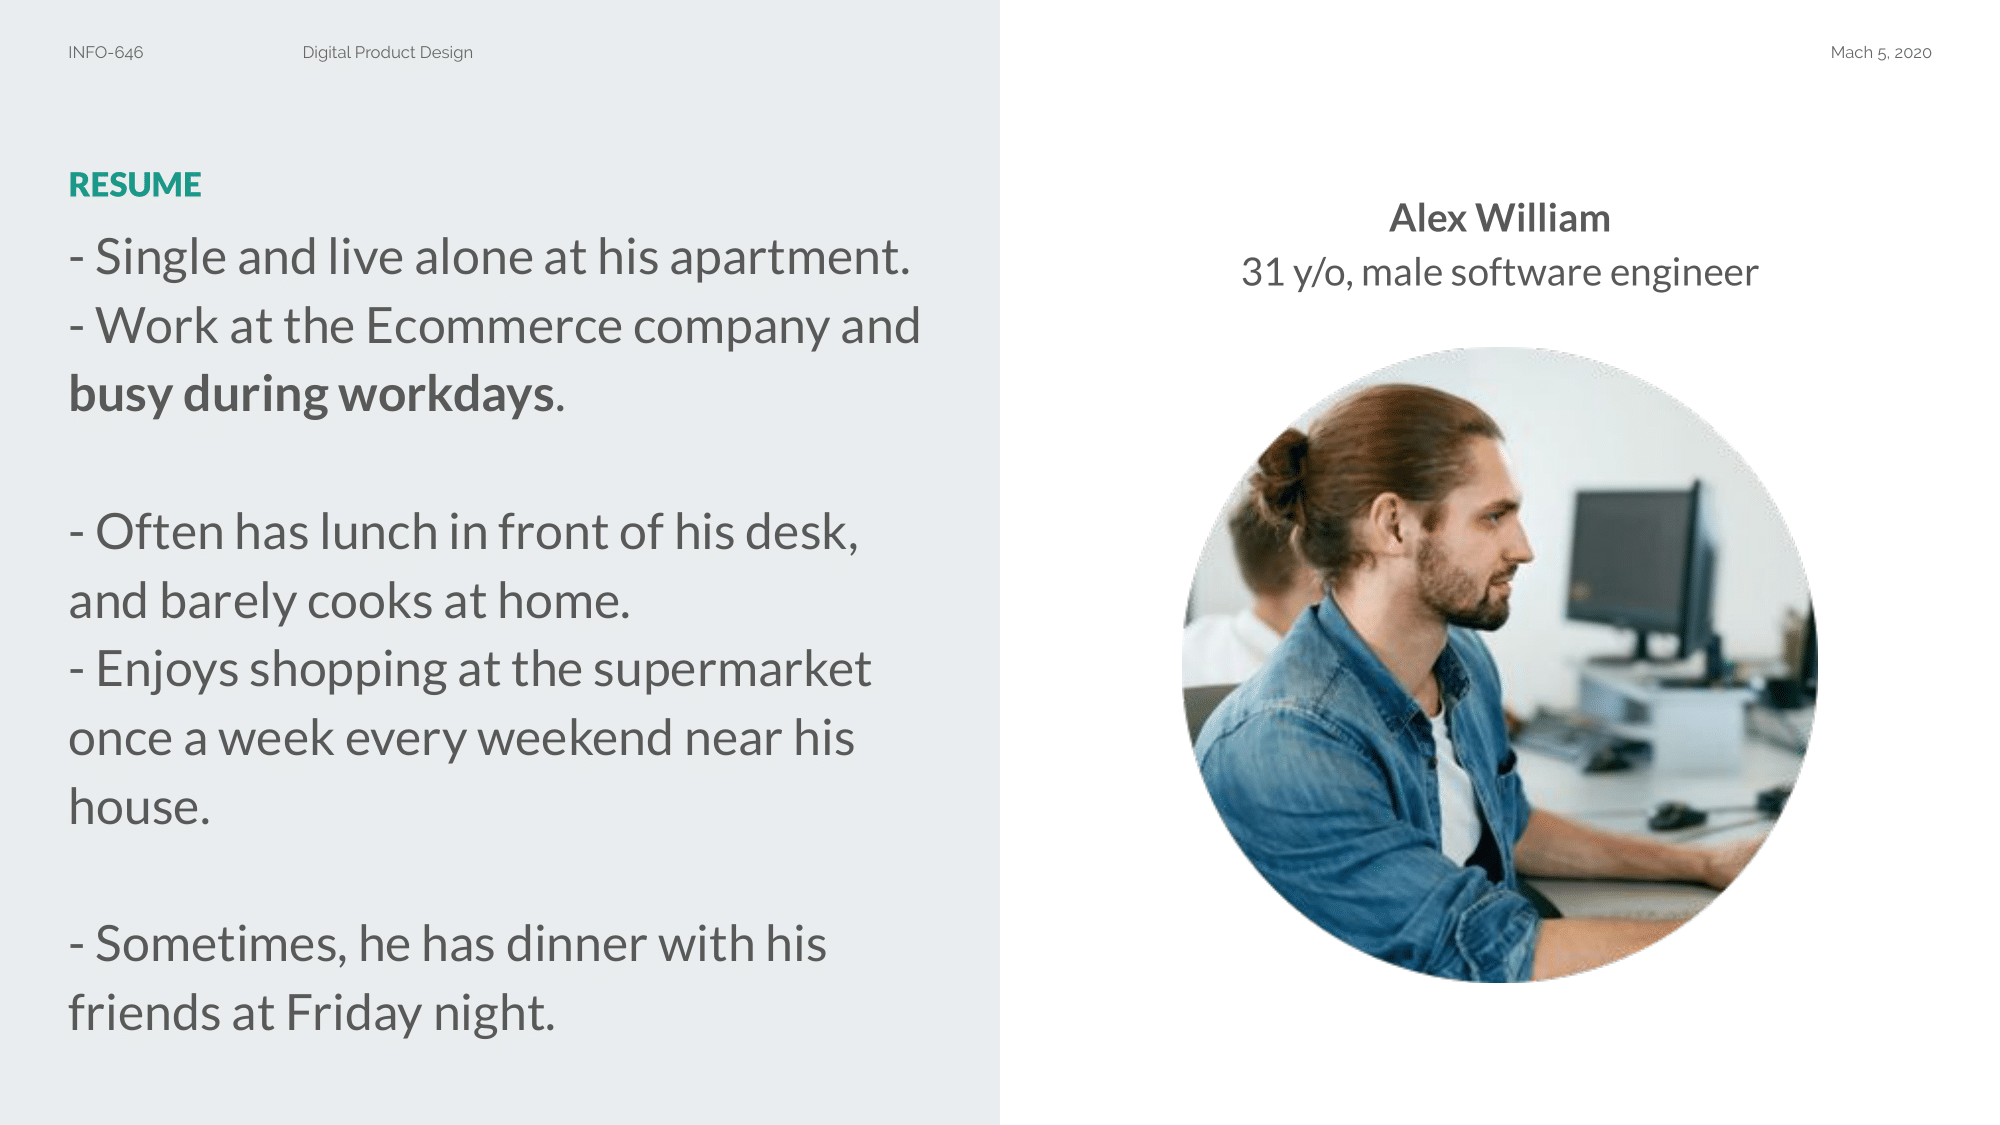 INFO-646
Digital Product Design
Mach 5, 2020
RESUME
- Single and live alone at his apartment.
- Work at the Ecommerce company and
busy during workdays.
- Often has lunch in front of his desk,
and barely cooks at home.
- Enjoys shopping at the supermarket
once a week every weekend near his
house.
- Sometimes, he has dinner with his
friends at Friday night.
Alex William
31 y/o, male software engineer